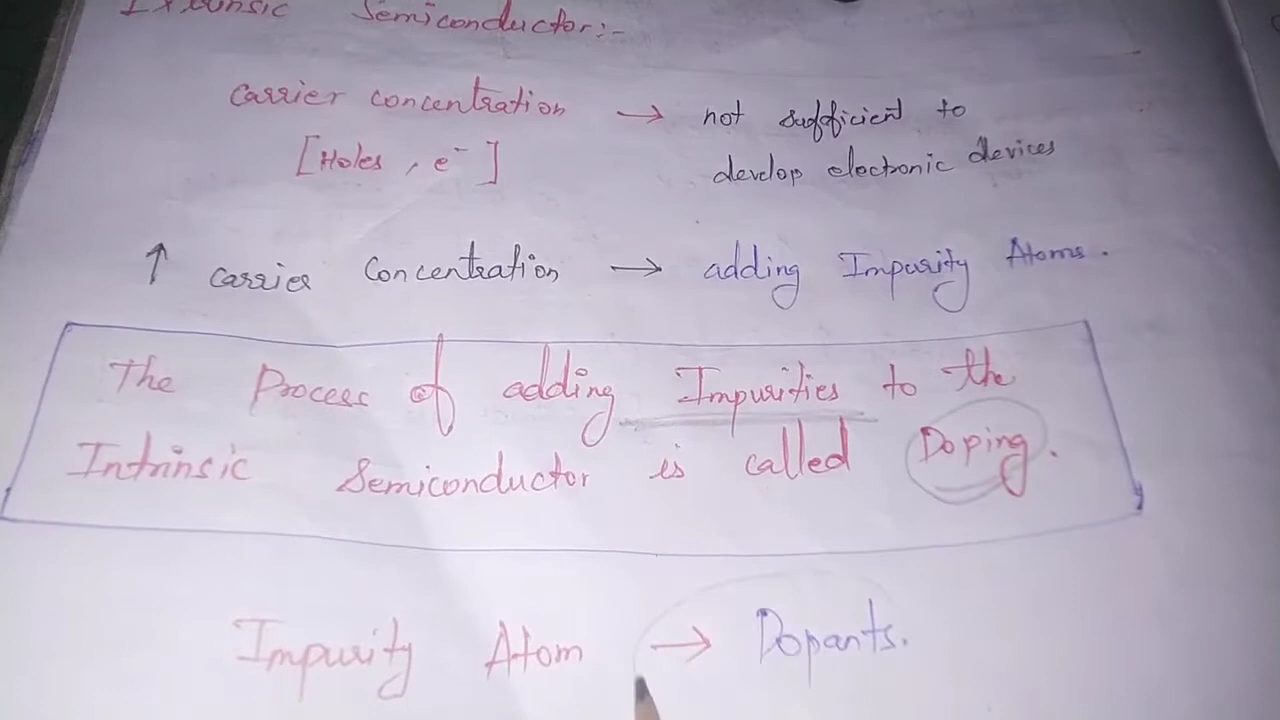 Extrinsic Semiconductor:-
Carrier concentration → not sufficient to
[Holes, e⁻] develop electronic devices
↑ Carrier Concentration → adding Impurity Atoms.
The Process of adding Impurities to the
Intrinsic Semiconductor is called Doping.
Impurity Atom → Dopants.